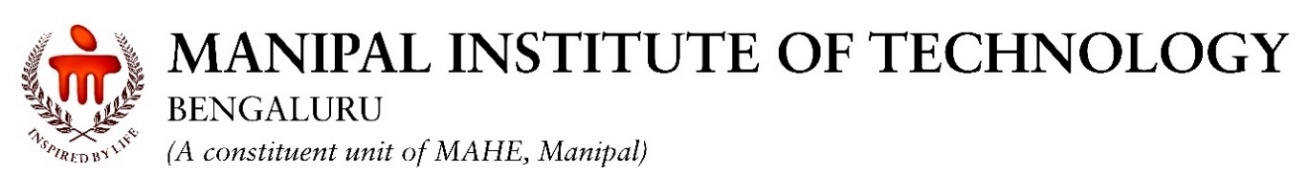 MANIPAL INSTITUTE OF TECHNOLOGY
BENGALURU
(A constituent unit of MAHE, Manipal)
INSPIRED BY LIFE